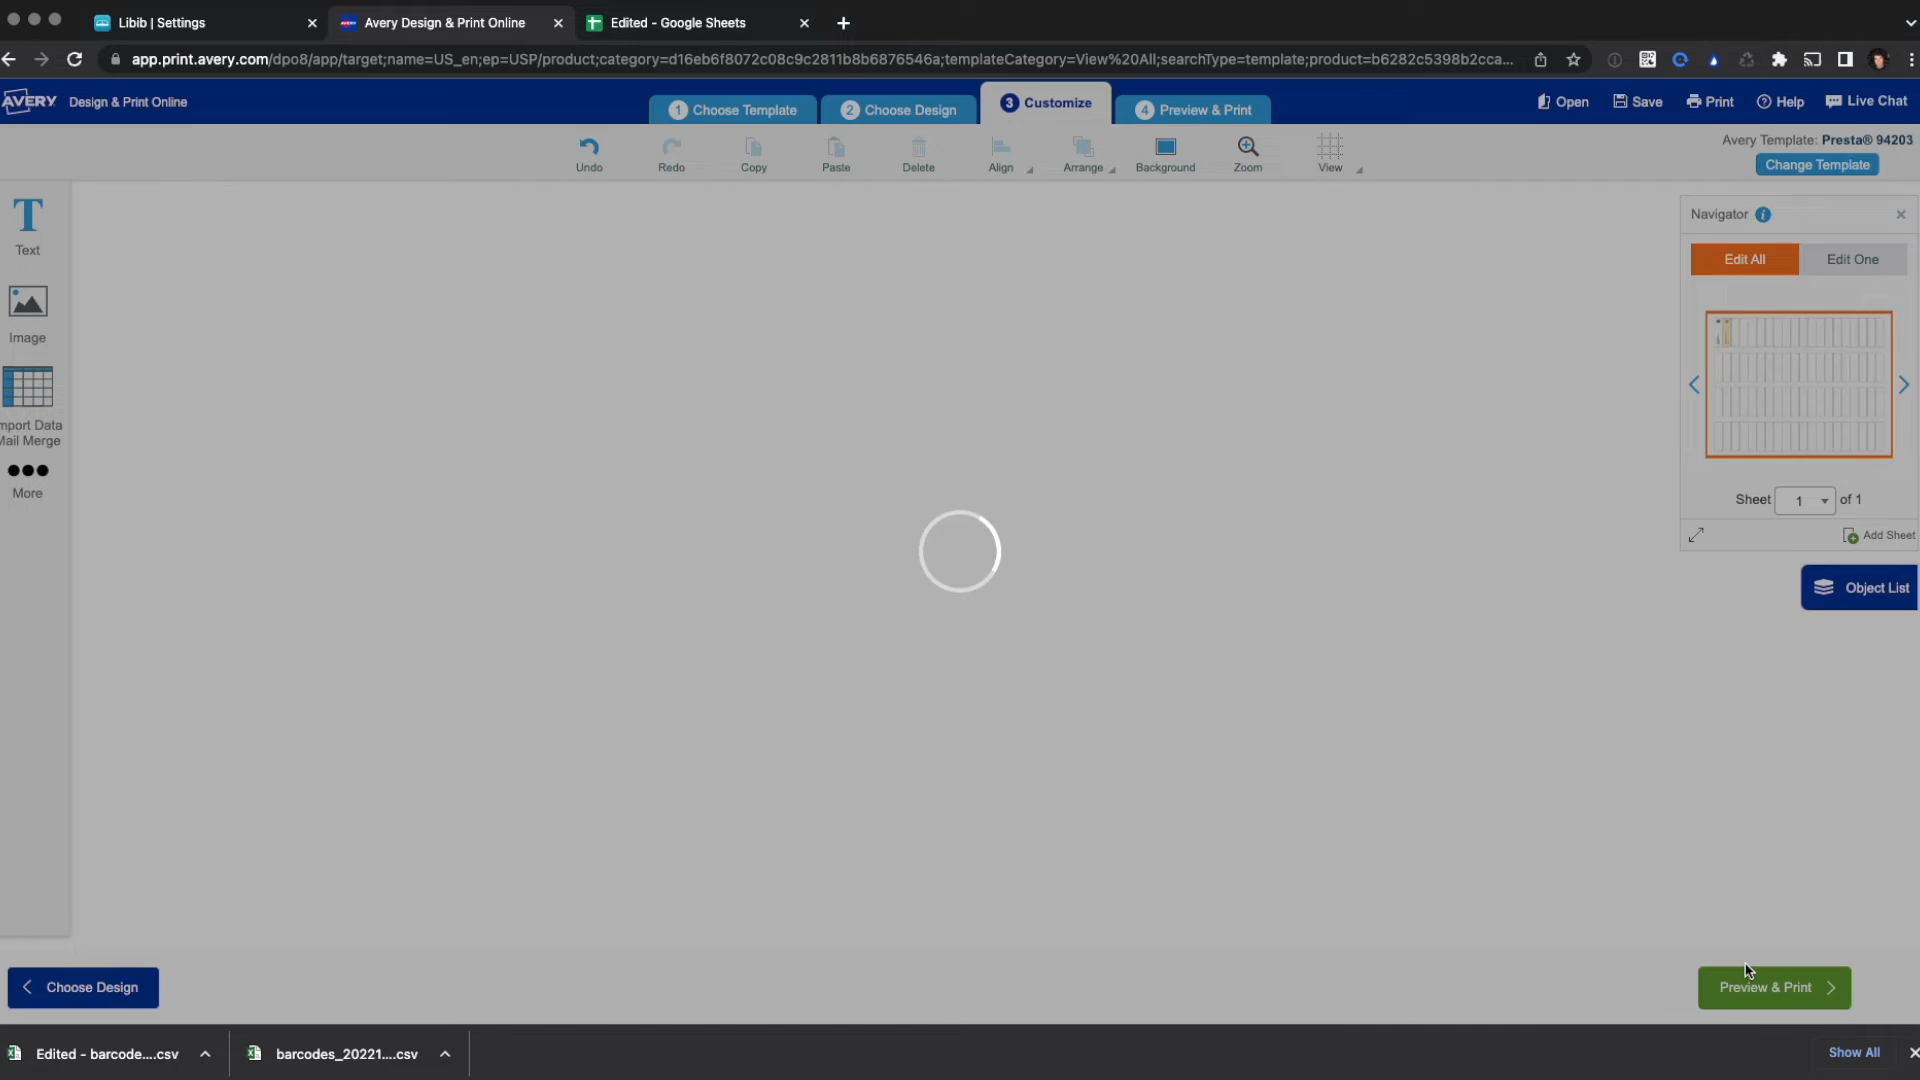 Libib | Settings
Avery Design & Print Online
Edited - Google Sheets
app.print.avery.com/dpo8/app/target;name=US_en;ep=USP/product;category=d16eb6f8072c08c9c2811b8b6876546a;templateCategory=View%20All;searchType=template;product=b6282c5398b2cca...
AVERY Design & Print Online
1 Choose Template
2 Choose Design
3 Customize
4 Preview & Print
Open
Save
Print
Help
Live Chat
Undo
Redo
Copy
Paste
Delete
Align
Arrange
Background
Zoom
View
Avery Template: Presta® 94203
Change Template
Text
Image
mport Data
Mail Merge
More
Navigator
Edit All
Edit One
Sheet 1 of 1
Add Sheet
Object List
Choose Design
Preview & Print
Edited - barcode....csv
barcodes_20221....csv
Show All